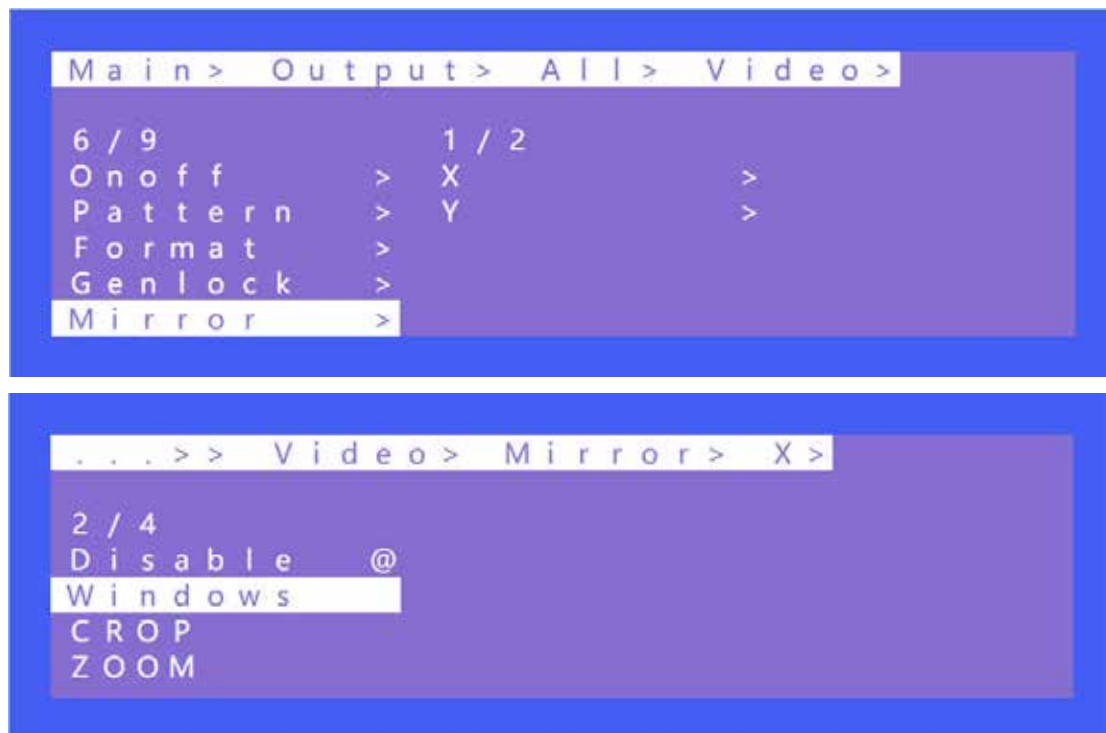 Main> Output> All> Video>
6/9 1/2
Onoff > X >
Pattern > Y >
Format >
Genlock >
Mirror >
...>> Video> Mirror> X>
2/4
Disable @
Windows
CROP
ZOOM